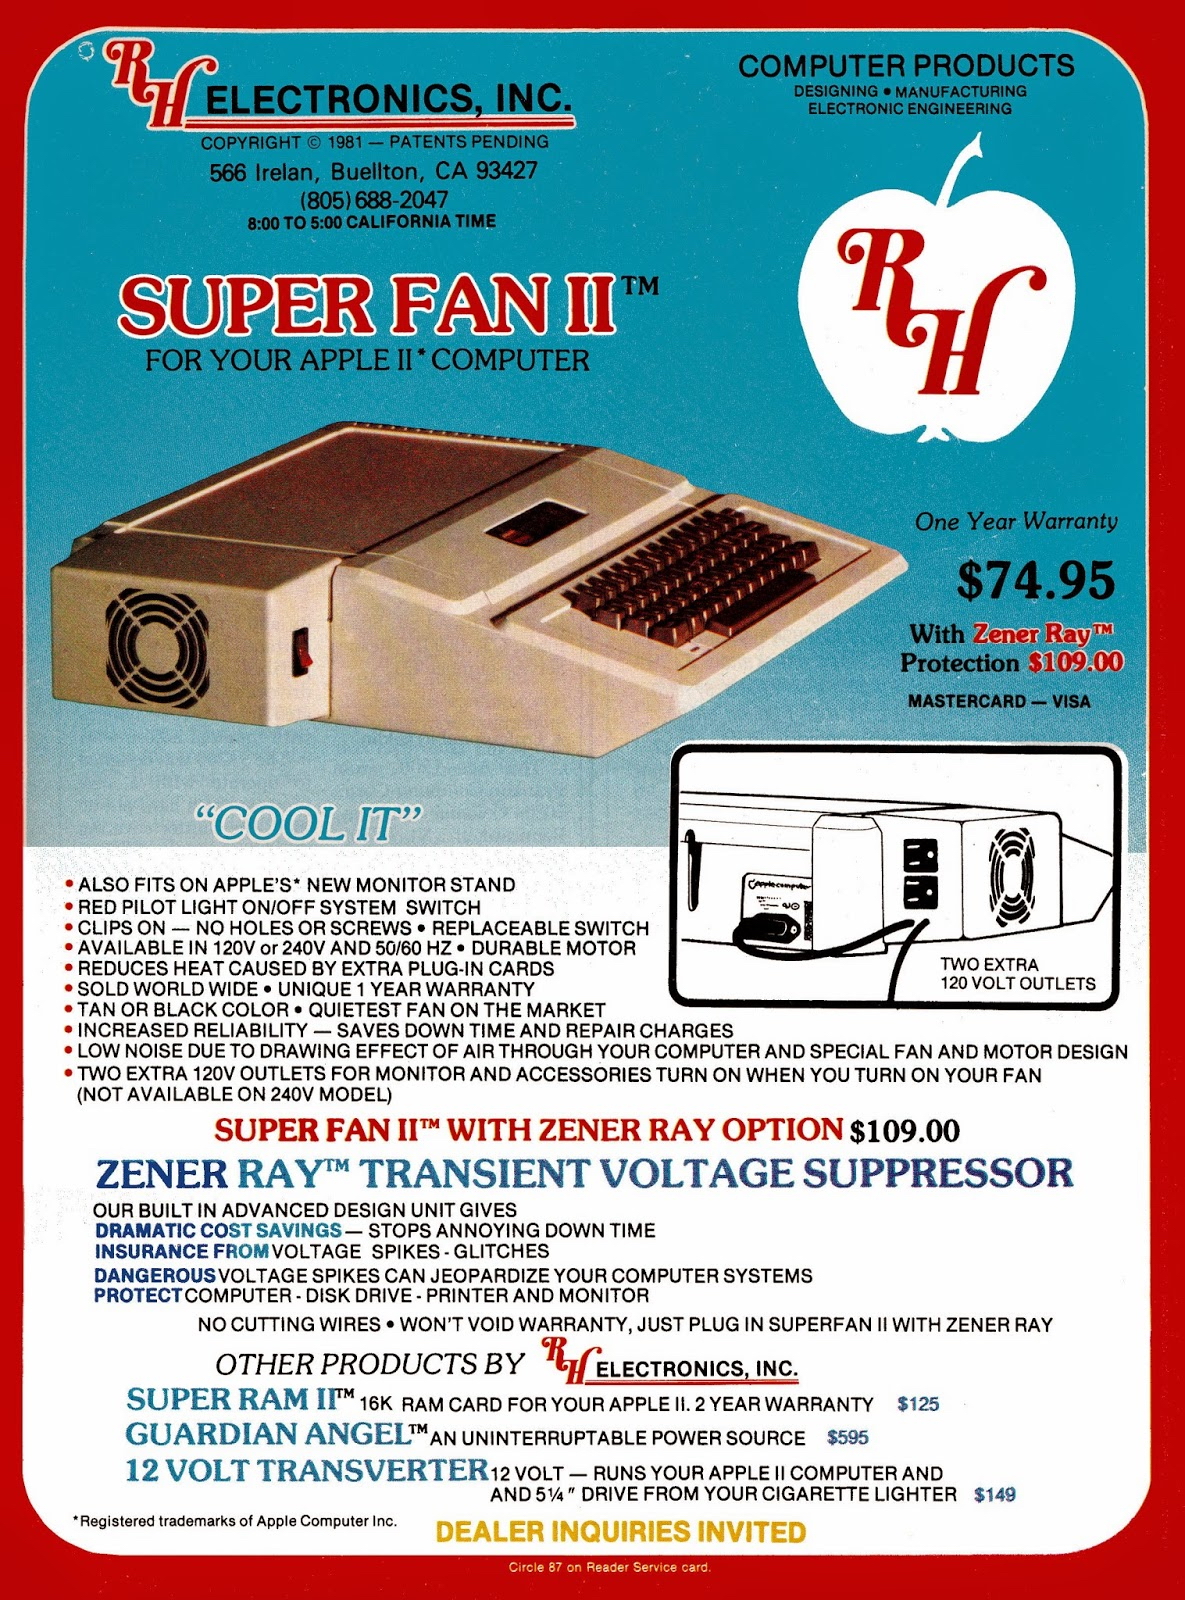 RH ELECTRONICS, INC.
COPYRIGHT © 1981 — PATENTS PENDING
566 Irelan, Buellton, CA 93427
(805) 688-2047
8:00 TO 5:00 CALIFORNIA TIME
COMPUTER PRODUCTS
DESIGNING • MANUFACTURING
ELECTRONIC ENGINEERING
RH
SUPER FAN II™
FOR YOUR APPLE II* COMPUTER
One Year Warranty
$74.95
With Zener Ray™
Protection $109.00
MASTERCARD — VISA
"COOL IT"
apple computer
TWO EXTRA
120 VOLT OUTLETS
• ALSO FITS ON APPLE'S* NEW MONITOR STAND
• RED PILOT LIGHT ON/OFF SYSTEM SWITCH
• CLIPS ON — NO HOLES OR SCREWS • REPLACEABLE SWITCH
• AVAILABLE IN 120V or 240V AND 50/60 HZ • DURABLE MOTOR
• REDUCES HEAT CAUSED BY EXTRA PLUG-IN CARDS
• SOLD WORLD WIDE • UNIQUE 1 YEAR WARRANTY
• TAN OR BLACK COLOR • QUIETEST FAN ON THE MARKET
• INCREASED RELIABILITY — SAVES DOWN TIME AND REPAIR CHARGES
• LOW NOISE DUE TO DRAWING EFFECT OF AIR THROUGH YOUR COMPUTER AND SPECIAL FAN AND MOTOR DESIGN
• TWO EXTRA 120V OUTLETS FOR MONITOR AND ACCESSORIES TURN ON WHEN YOU TURN ON YOUR FAN
(NOT AVAILABLE ON 240V MODEL)
SUPER FAN II™ WITH ZENER RAY OPTION $109.00
ZENER RAY™ TRANSIENT VOLTAGE SUPPRESSOR
OUR BUILT IN ADVANCED DESIGN UNIT GIVES
DRAMATIC COST SAVINGS — STOPS ANNOYING DOWN TIME
INSURANCE FROM VOLTAGE SPIKES - GLITCHES
DANGEROUS VOLTAGE SPIKES CAN JEOPARDIZE YOUR COMPUTER SYSTEMS
PROTECT COMPUTER - DISK DRIVE - PRINTER AND MONITOR
NO CUTTING WIRES • WON'T VOID WARRANTY, JUST PLUG IN SUPERFAN II WITH ZENER RAY
OTHER PRODUCTS BY RH ELECTRONICS, INC.
SUPER RAM II™ 16K RAM CARD FOR YOUR APPLE II. 2 YEAR WARRANTY $125
GUARDIAN ANGEL™ AN UNINTERRUPTABLE POWER SOURCE $595
12 VOLT TRANSVERTER 12 VOLT — RUNS YOUR APPLE II COMPUTER AND
AND 5¼" DRIVE FROM YOUR CIGARETTE LIGHTER $149
*Registered trademarks of Apple Computer Inc.
DEALER INQUIRIES INVITED
Circle 87 on Reader Service card.